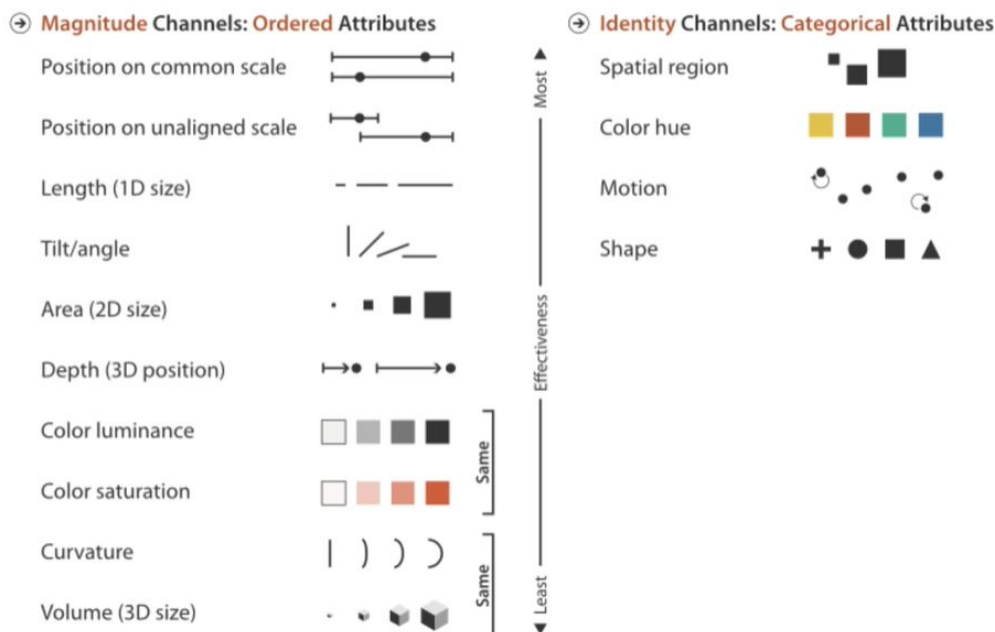 Magnitude Channels: Ordered Attributes
Position on common scale
Position on unaligned scale
Length (1D size)
Tilt/angle
Area (2D size)
Depth (3D position)
Color luminance
Color saturation
Curvature
Volume (3D size)
Same
Same
Most
Effectiveness
Least
Identity Channels: Categorical Attributes
Spatial region
Color hue
Motion
Shape